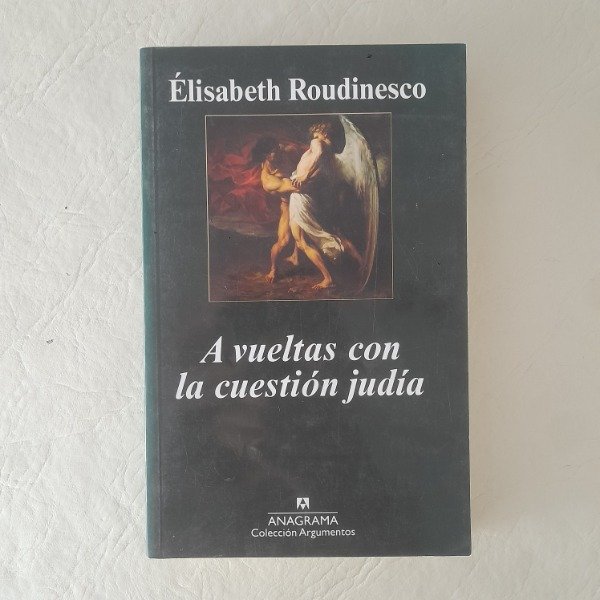 Élisabeth Roudinesco
A vueltas con
la cuestión judía
ANAGRAMA
Colección Argumentos